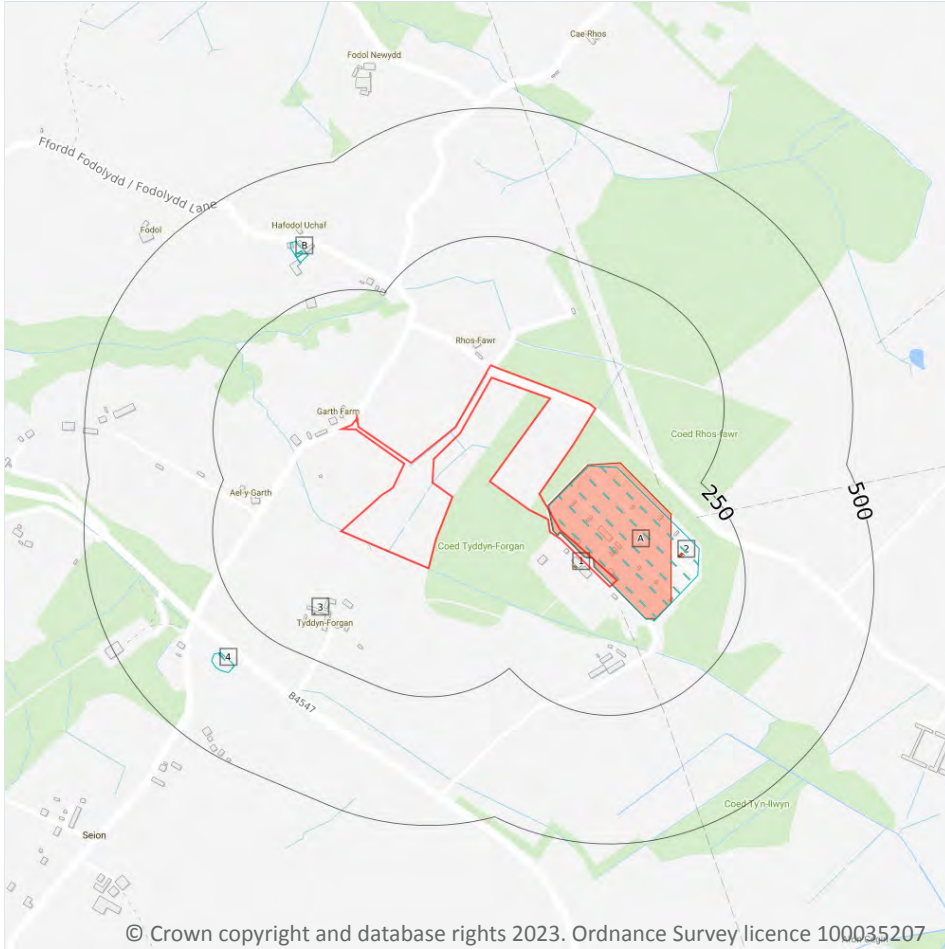 Cae Rhos
Fodol Newydd
Ffordd Fodolydd / Fodolydd Lane
Hafodol Uchaf
Fodol
B
Rhos-Fawr
Garth Farm
Coed Rhos-fawr
Ael-y-Garth
250
500
Coed Tyddyn-Forgan
A
2
1
3
Tyddyn-Forgan
4
B4547
Coed Ty'n-llwyn
Seion
© Crown copyright and database rights 2023. Ordnance Survey licence 100035207